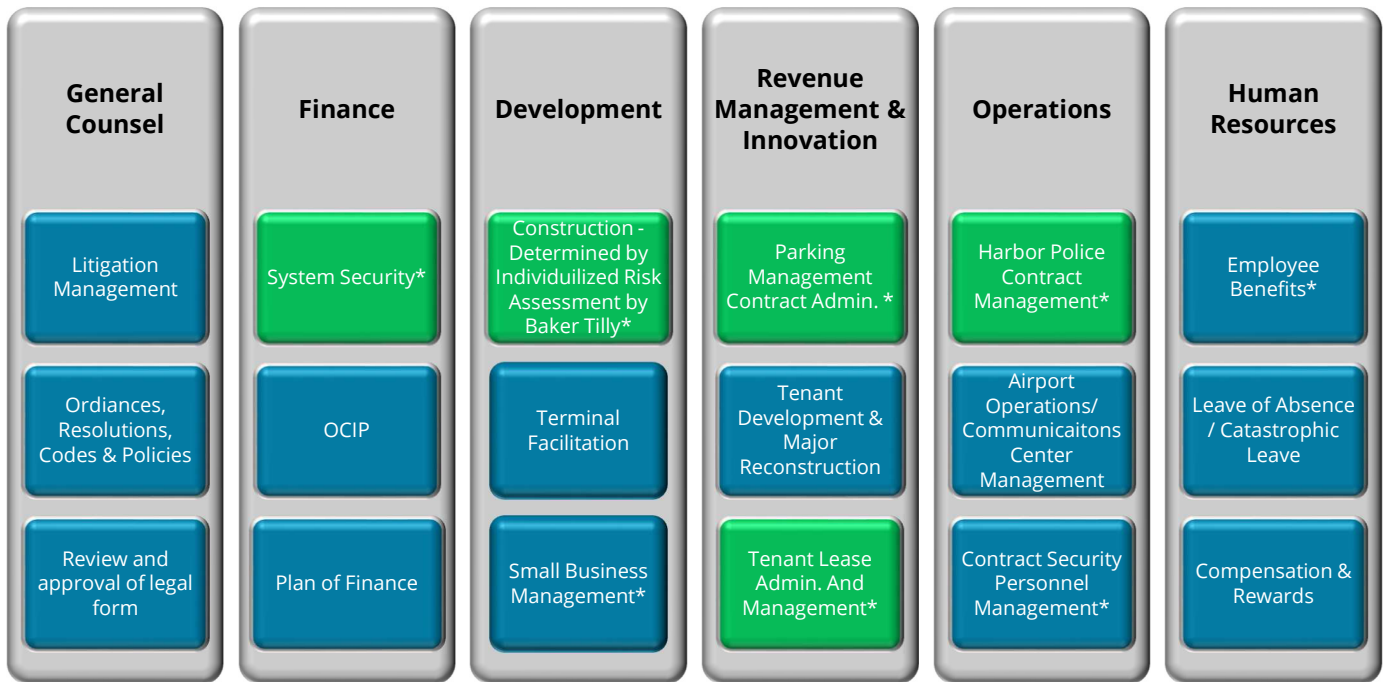 General
Counsel
Litigation
Management
Ordiances,
Resolutions,
Codes & Policies
Review and
approval of legal
form
Finance
System Security*
OCIP
Plan of Finance
Development
Construction -
Determined by
Individuilized Risk
Assessment by
Baker Tilly*
Terminal
Facilitation
Small Business
Management*
Revenue
Management &
Innovation
Parking
Management
Contract Admin. *
Tenant
Development &
Major
Reconstruction
Tenant Lease
Admin. And
Management*
Operations
Harbor Police
Contract
Management*
Airport
Operations/
Communicaitons
Center
Management
Contract Security
Personnel
Management*
Human
Resources
Employee
Benefits*
Leave of Absence
/ Catastrophic
Leave
Compensation &
Rewards